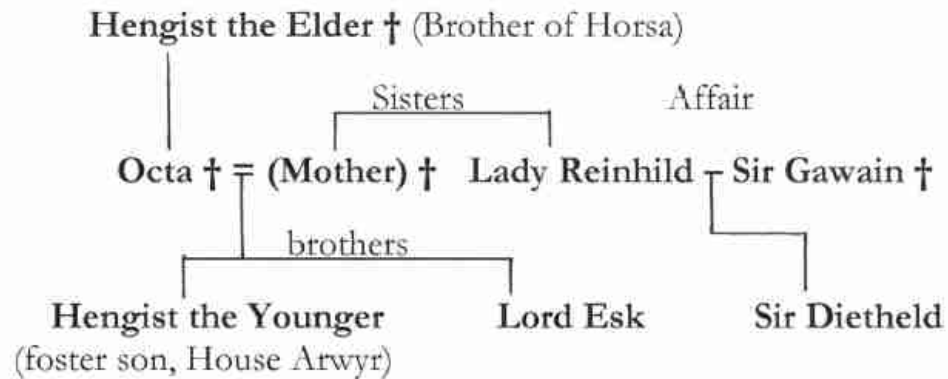 Hengist the Elder † (Brother of Horsa)
Sisters Affair
Octa † = (Mother) † Lady Reinhild – Sir Gawain †
brothers
Hengist the Younger Lord Esk Sir Dietheld
(foster son, House Arwyr)